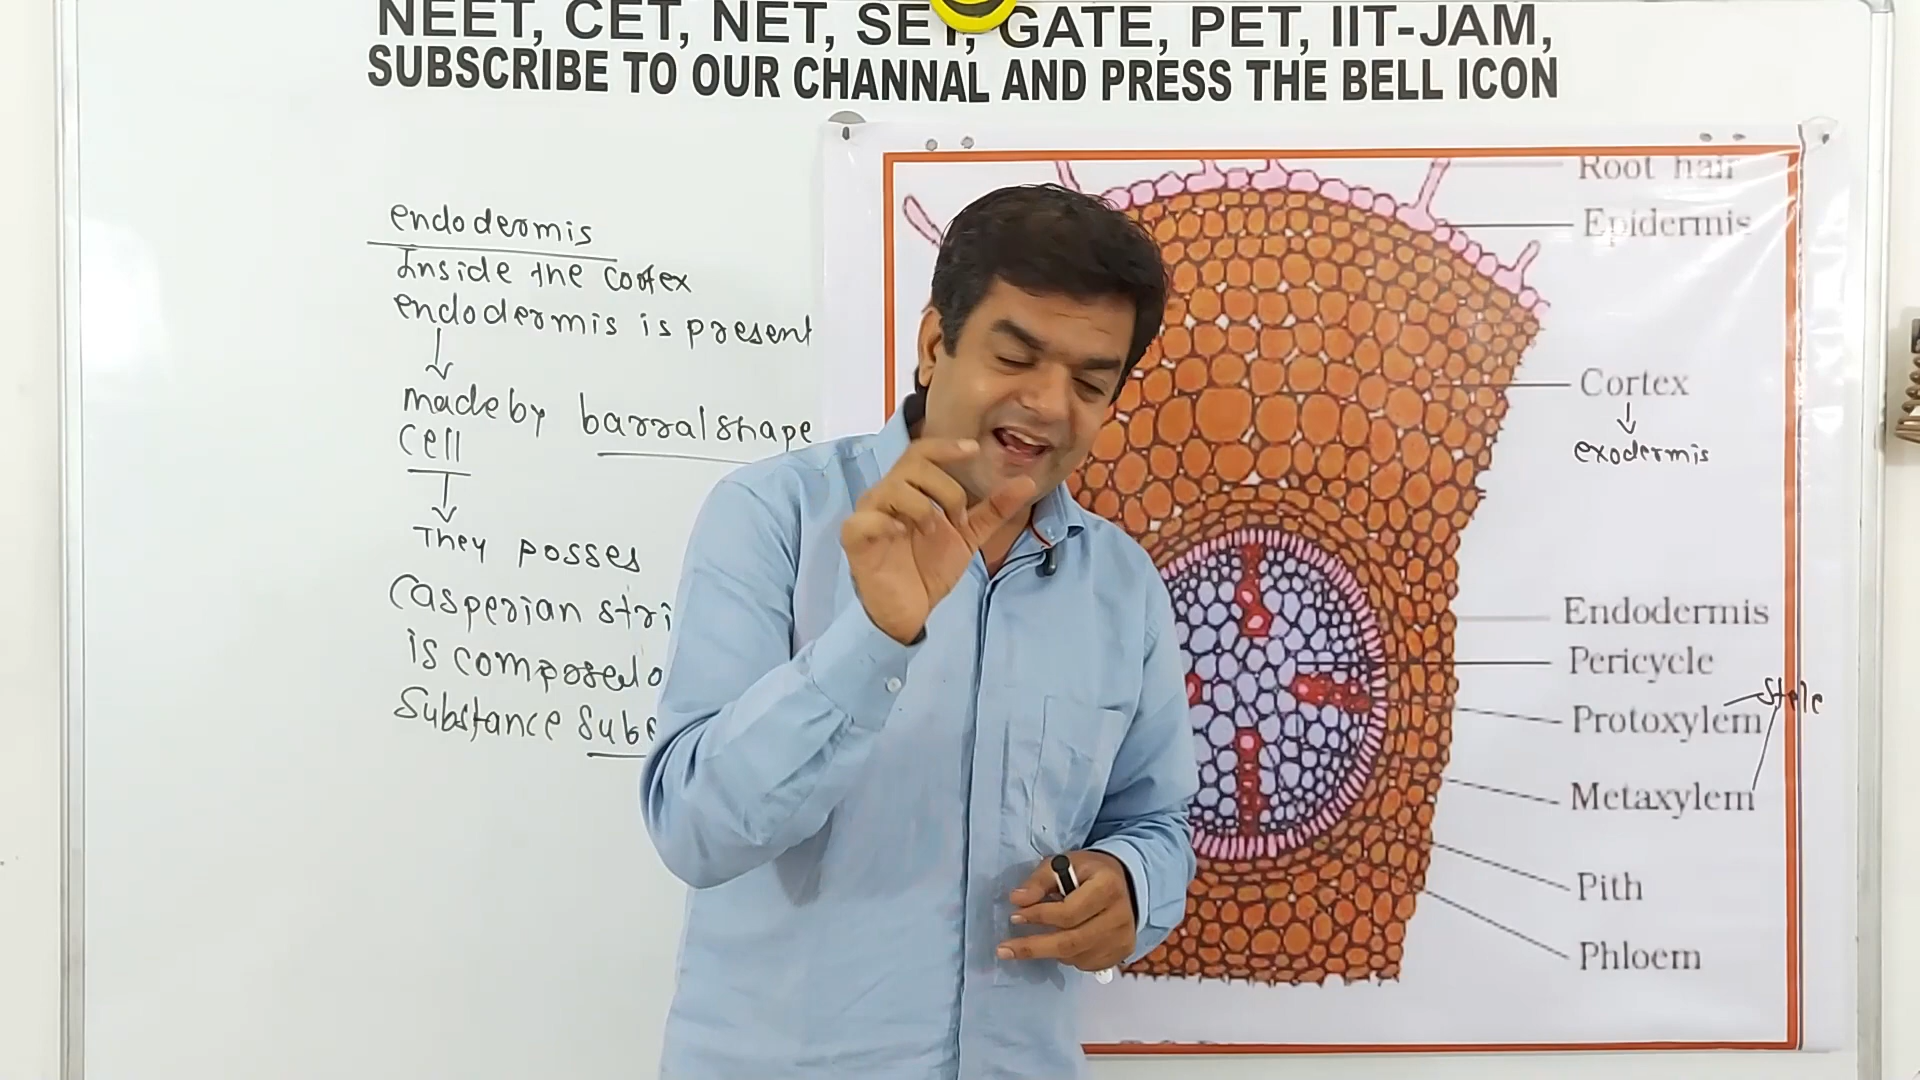 NEET, CET, NET, SET, GATE, PET, IIT-JAM,
SUBSCRIBE TO OUR CHANNAL AND PRESS THE BELL ICON
endodermis
Inside the cortex
endodermis is present
made by barralshape
cell
They posses
Casperian stri
is composed o
Substance Sube
Root hair
Epidermis
Cortex
exodermis
Endodermis
Pericycle
Stele
Protoxylem
Metaxylem
Pith
Phloem